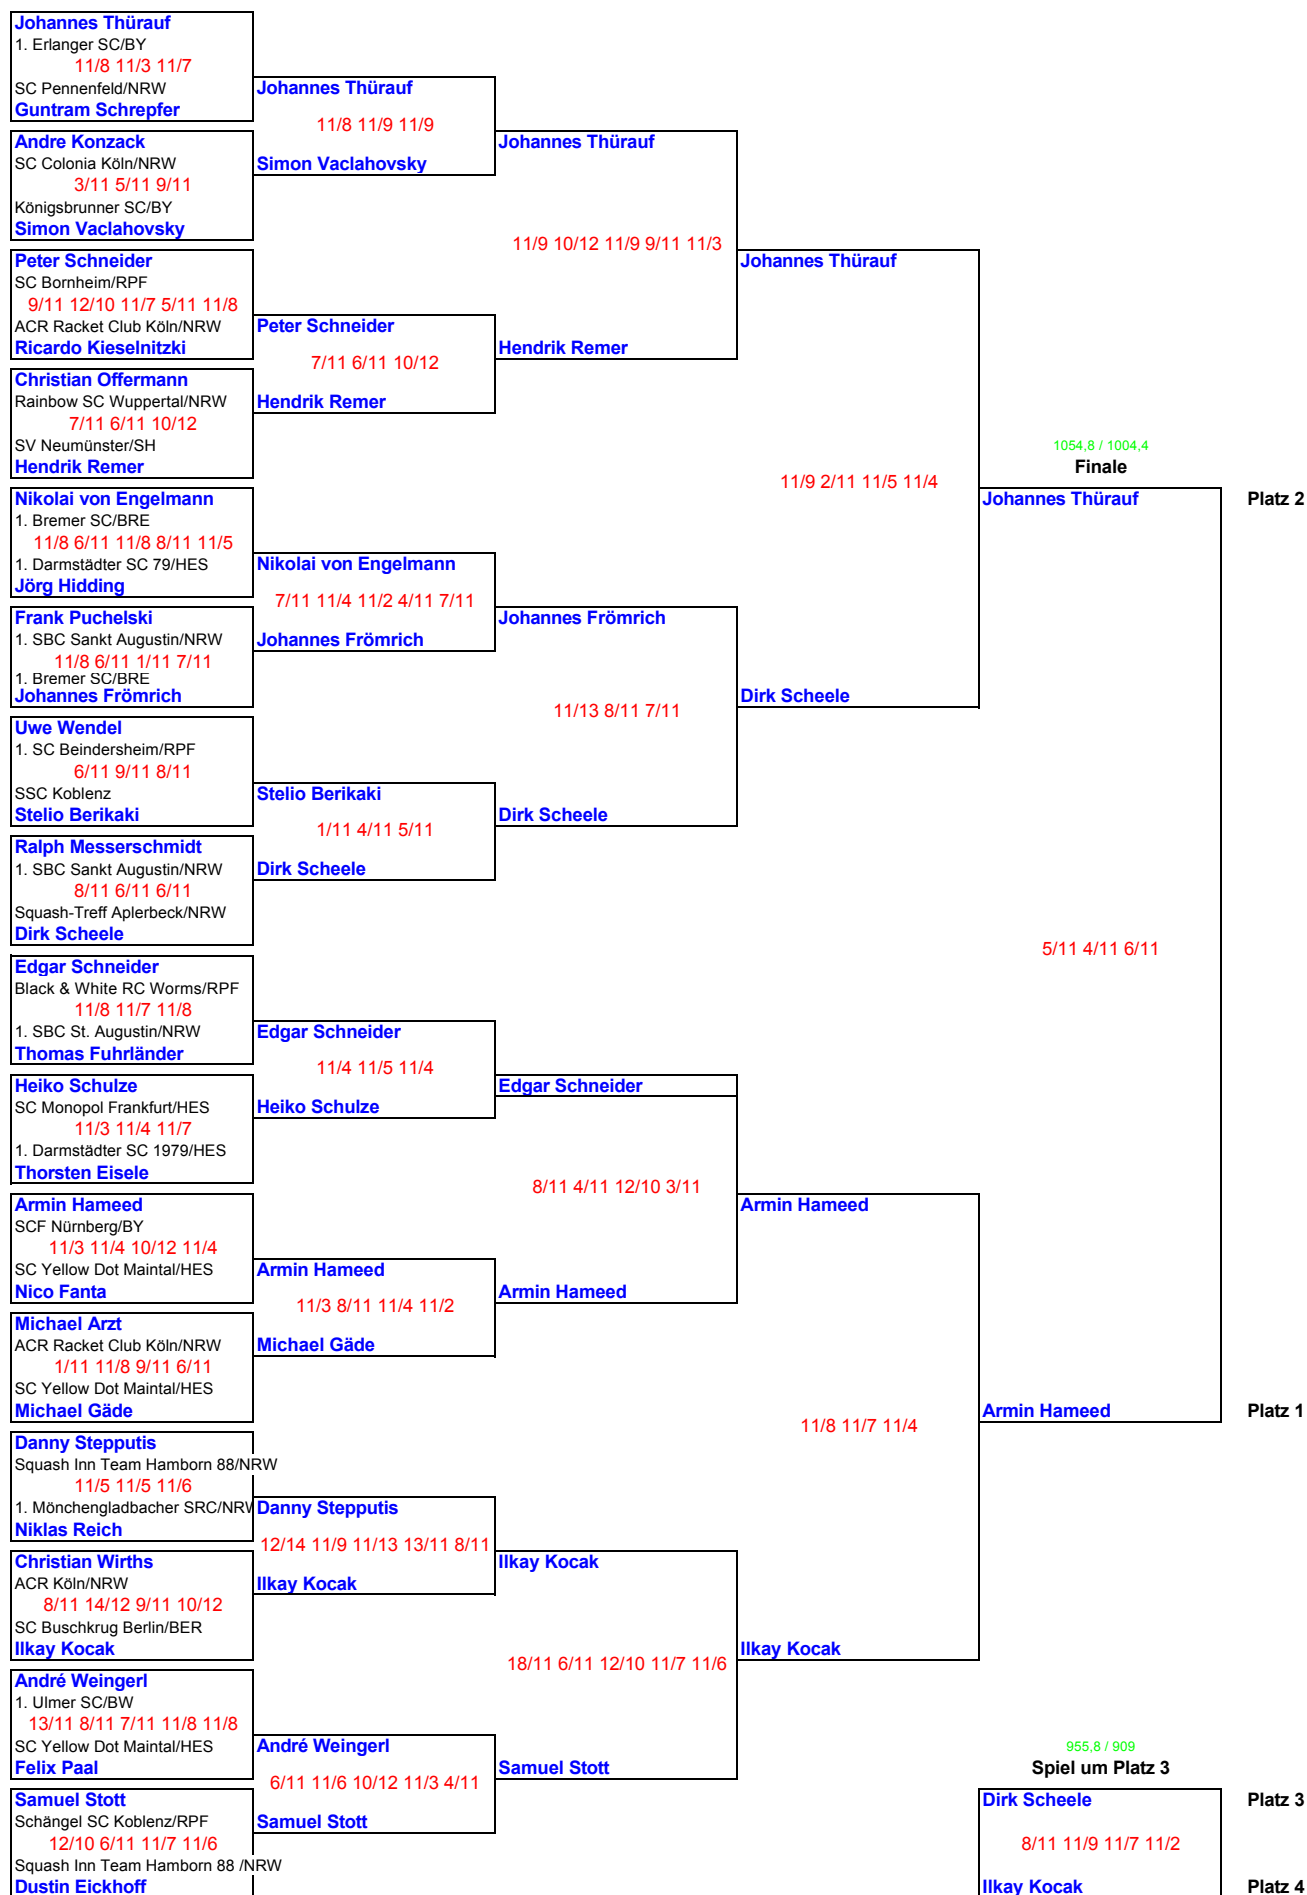 Johannes Thürauf
1. Erlanger SC/BY
11/8 11/3 11/7
SC Pennenfeld/NRW
Guntram Schrepfer
Andre Konzack
SC Colonia Köln/NRW
3/11 5/11 9/11
Königsbrunner SC/BY
Simon Vaclahovsky
Peter Schneider
SC Bornheim/RPF
9/11 12/10 11/7 5/11 11/8
ACR Racket Club Köln/NRW
Ricardo Kieselnitzki
Christian Offermann
Rainbow SC Wuppertal/NRW
7/11 6/11 10/12
SV Neumünster/SH
Hendrik Remer
Nikolai von Engelmann
1. Bremer SC/BRE
11/8 6/11 11/8 8/11 11/5
1. Darmstädter SC 79/HES
Jörg Hidding
Frank Puchelski
1. SBC Sankt Augustin/NRW
11/8 6/11 1/11 7/11
1. Bremer SC/BRE
Johannes Frömrich
Uwe Wendel
1. SC Beindersheim/RPF
6/11 9/11 8/11
SSC Koblenz
Stelio Berikaki
Ralph Messerschmidt
1. SBC Sankt Augustin/NRW
8/11 6/11 6/11
Squash-Treff Aplerbeck/NRW
Dirk Scheele
Edgar Schneider
Black & White RC Worms/RPF
11/8 11/7 11/8
1. SBC St. Augustin/NRW
Thomas Fuhrländer
Heiko Schulze
SC Monopol Frankfurt/HES
11/3 11/4 11/7
1. Darmstädter SC 1979/HES
Thorsten Eisele
Armin Hameed
SCF Nürnberg/BY
11/3 11/4 10/12 11/4
SC Yellow Dot Maintal/HES
Nico Fanta
Michael Arzt
ACR Racket Club Köln/NRW
1/11 11/8 9/11 6/11
SC Yellow Dot Maintal/HES
Michael Gäde
Danny Stepputis
Squash Inn Team Hamborn 88/NRW
11/5 11/5 11/6
1. Mönchengladbacher SRC/NRW
Niklas Reich
Christian Wirths
ACR Köln/NRW
8/11 14/12 9/11 10/12
SC Buschkrug Berlin/BER
Ilkay Kocak
André Weingerl
1. Ulmer SC/BW
13/11 8/11 7/11 11/8 11/8
SC Yellow Dot Maintal/HES
Felix Paal
Samuel Stott
Schängel SC Koblenz/RPF
12/10 6/11 11/7 11/6
Squash Inn Team Hamborn 88 /NRW
Dustin Eickhoff
Johannes Thürauf
11/8 11/9 11/9
Simon Vaclahovsky
Peter Schneider
7/11 6/11 10/12
Hendrik Remer
Nikolai von Engelmann
7/11 11/4 11/2 4/11 7/11
Johannes Frömrich
Stelio Berikaki
1/11 4/11 5/11
Dirk Scheele
Edgar Schneider
11/4 11/5 11/4
Heiko Schulze
Armin Hameed
11/3 8/11 11/4 11/2
Michael Gäde
Danny Stepputis
12/14 11/9 11/13 13/11 8/11
Ilkay Kocak
André Weingerl
6/11 11/6 10/12 11/3 4/11
Samuel Stott
Johannes Thürauf
11/9 10/12 11/9 9/11 11/3
Hendrik Remer
Johannes Frömrich
11/13 8/11 7/11
Dirk Scheele
Edgar Schneider
8/11 4/11 12/10 3/11
Armin Hameed
Ilkay Kocak
18/11 6/11 12/10 11/7 11/6
Samuel Stott
Johannes Thürauf
11/9 2/11 11/5 11/4
Dirk Scheele
Armin Hameed
11/8 11/7 11/4
Ilkay Kocak
1054,8 / 1004,4
Finale
Johannes Thürauf
Platz 2
5/11 4/11 6/11
Armin Hameed
Platz 1
955,8 / 909
Spiel um Platz 3
Dirk Scheele
Platz 3
8/11 11/9 11/7 11/2
Ilkay Kocak
Platz 4